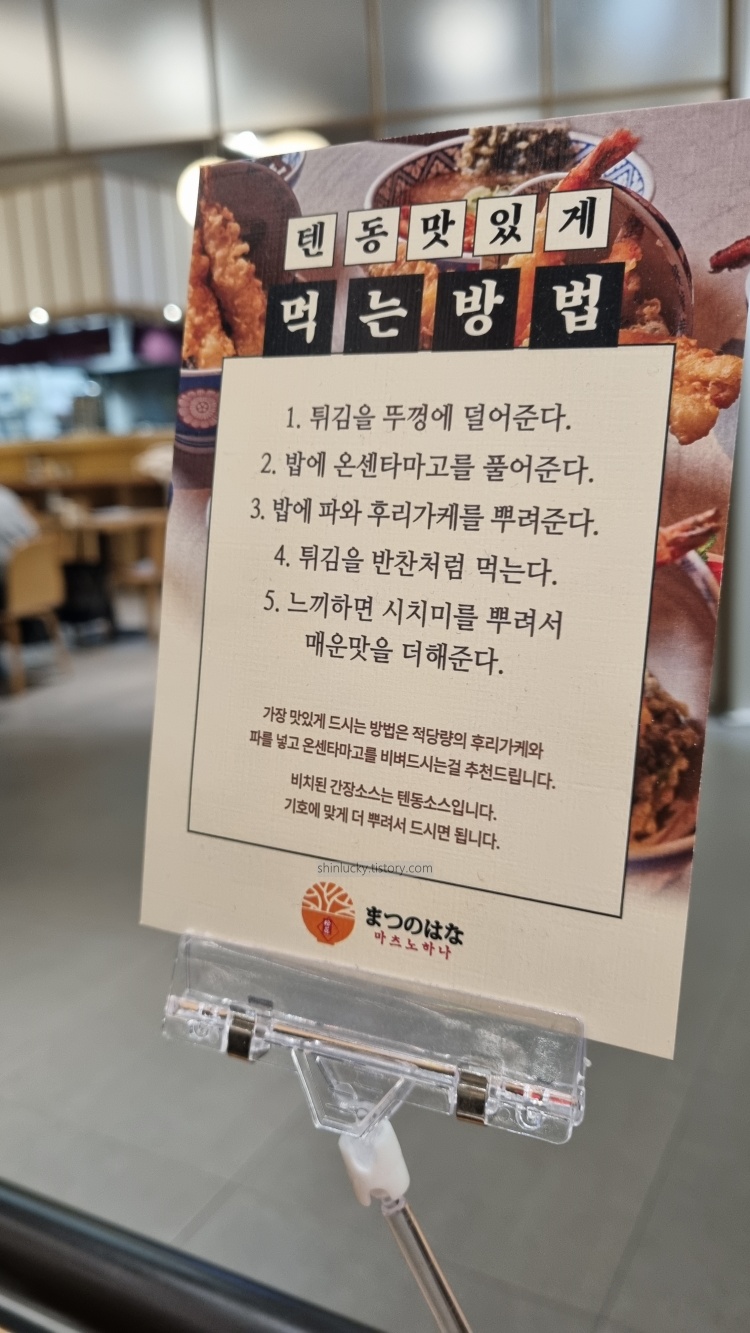 텐동맛있게
먹는방법
1. 튀김을 뚜껑에 덜어준다.
2. 밥에 온센타마고를 풀어준다.
3. 밥에 파와 후리가케를 뿌려준다.
4. 튀김을 반찬처럼 먹는다.
5. 느끼하면 시치미를 뿌려서
매운맛을 더해준다.
가장 맛있게 드시는 방법은 적당량의 후리가케와
파를 넣고 온센타마고를 비벼드시는걸 추천드립니다.
비치된 간장소스는 텐동소스입니다.
기호에 맞게 더 뿌려서 드시면 됩니다.
shinlucky.tistory.com
まつのはな
마츠노하나